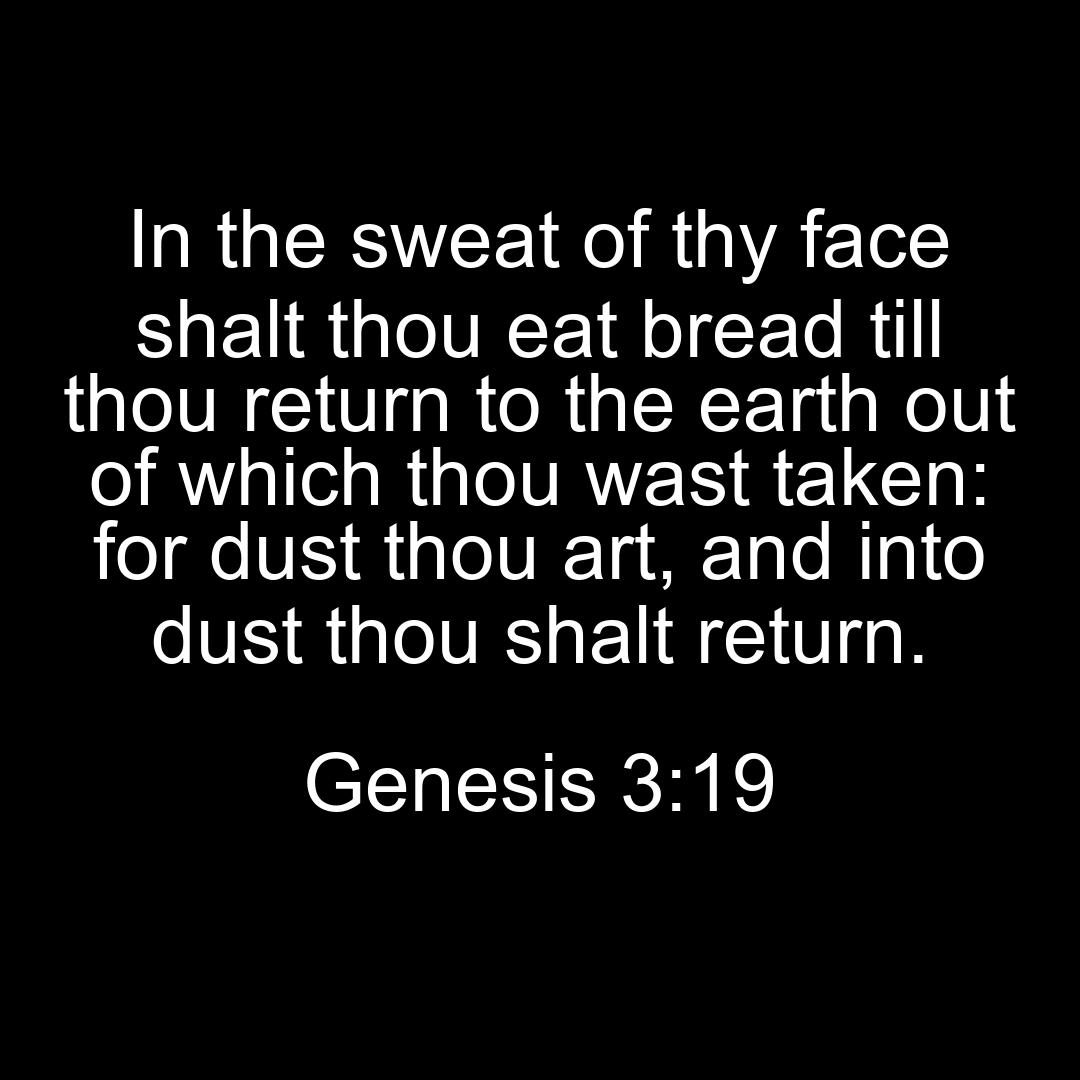 In the sweat of thy face
shalt thou eat bread till
thou return to the earth out
of which thou wast taken:
for dust thou art, and into
dust thou shalt return.
Genesis 3:19